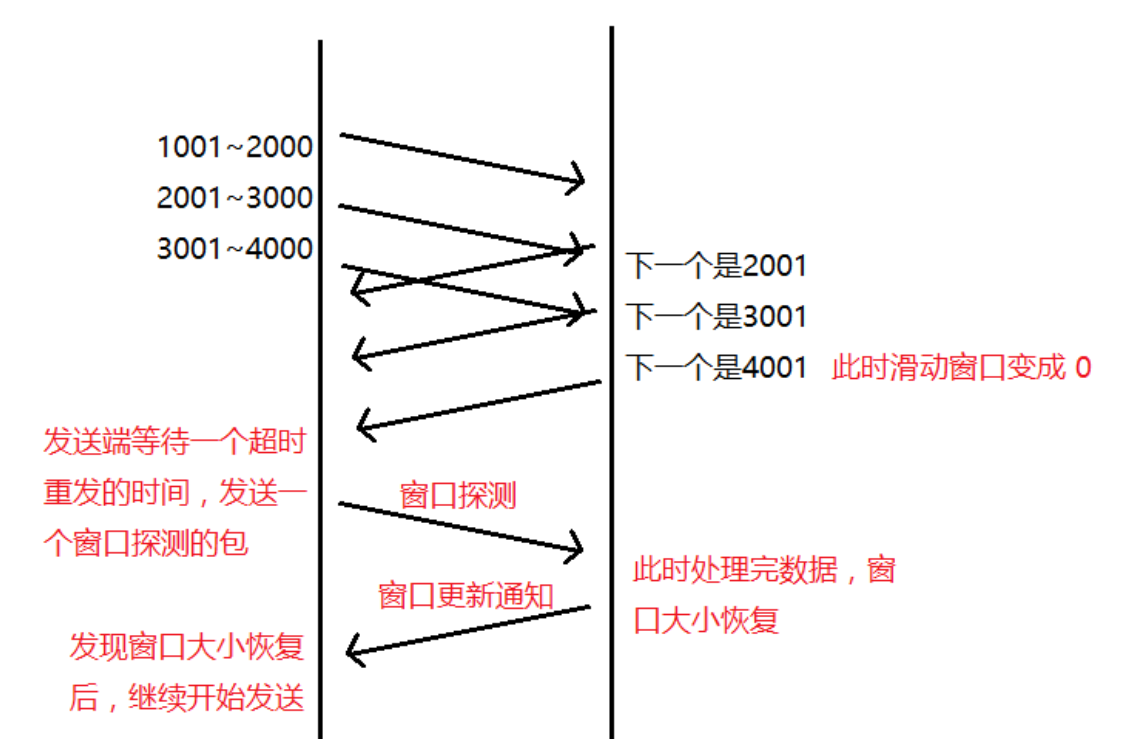 1001~2000
2001~3000
3001~4000
下一个是2001
下一个是3001
下一个是4001 此时滑动窗口变成 0
发送端等待一个超时
重发的时间，发送一
个窗口探测的包
窗口探测
此时处理完数据，窗
口大小恢复
窗口更新通知
发现窗口大小恢复
后，继续开始发送